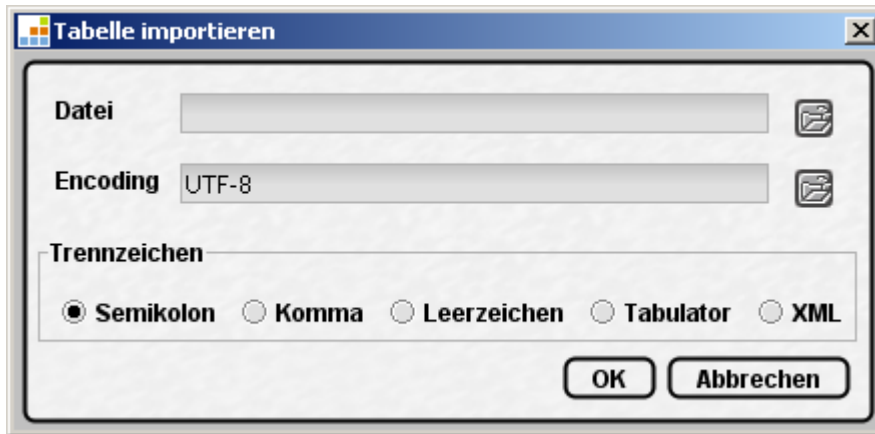 Tabelle importieren
Datei
Encoding UTF-8
Trennzeichen
Semikolon Komma Leerzeichen Tabulator XML
OK Abbrechen